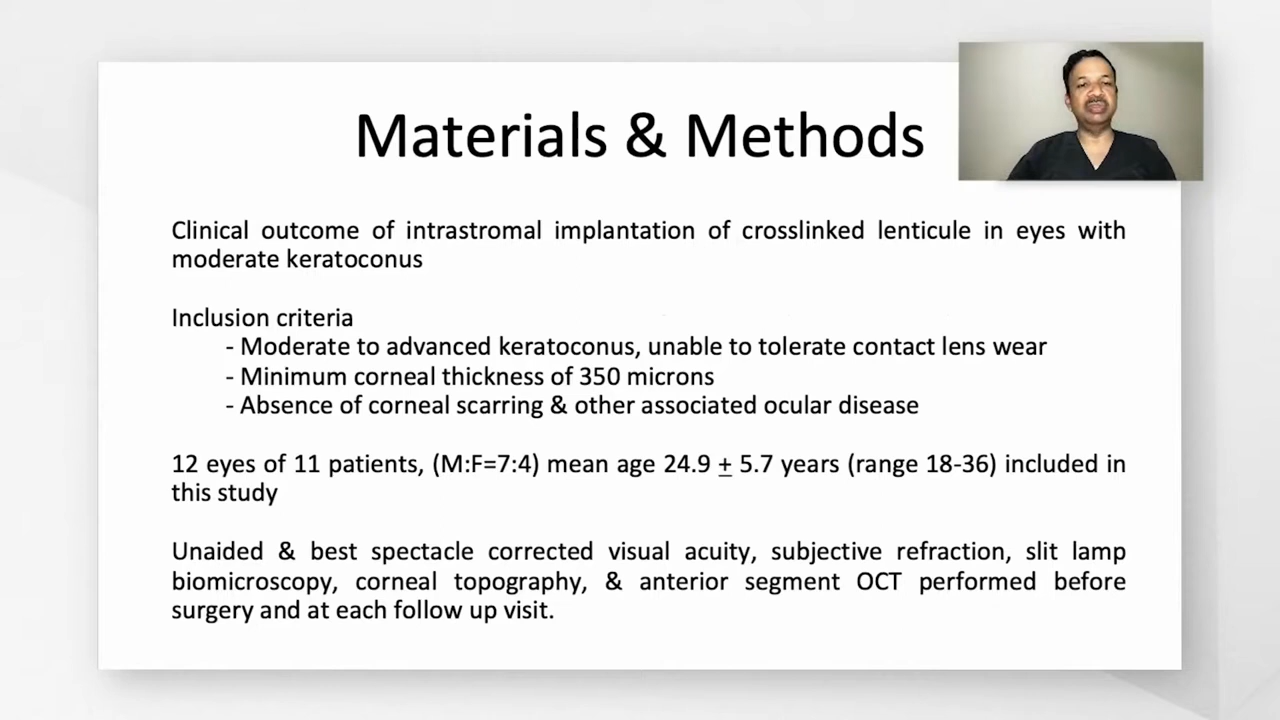 Materials & Methods
Clinical outcome of intrastromal implantation of crosslinked lenticule in eyes with
moderate keratoconus
Inclusion criteria
- Moderate to advanced keratoconus, unable to tolerate contact lens wear
- Minimum corneal thickness of 350 microns
- Absence of corneal scarring & other associated ocular disease
12 eyes of 11 patients, (M:F=7:4) mean age 24.9 ± 5.7 years (range 18-36) included in
this study
Unaided & best spectacle corrected visual acuity, subjective refraction, slit lamp
biomicroscopy, corneal topography, & anterior segment OCT performed before
surgery and at each follow up visit.